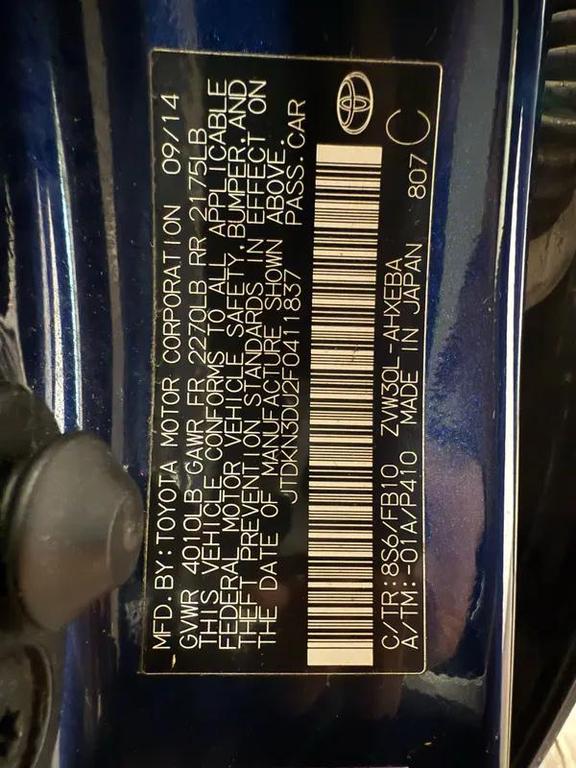 MFD.BY:TOYOTA MOTOR CORPORATION 09/14
GVWR 4010LB GAWR FR 2270LB RR 2175LB
THIS VEHICLE CONFORMS TO ALL APPLICABLE
FEDERAL MOTOR VEHICLE SAFETY,BUMPER,AND
THEFT PREVENTION STANDARDS IN EFFECT ON
THE DATE OF MANUFACTURE SHOWN ABOVE.
JTDKN3DU2F0411837 PASS.CAR
C/TR:8S6/FB10 ZVW30L-AHXEBA 807
A/TM:-01A/P410 MADE IN JAPAN C